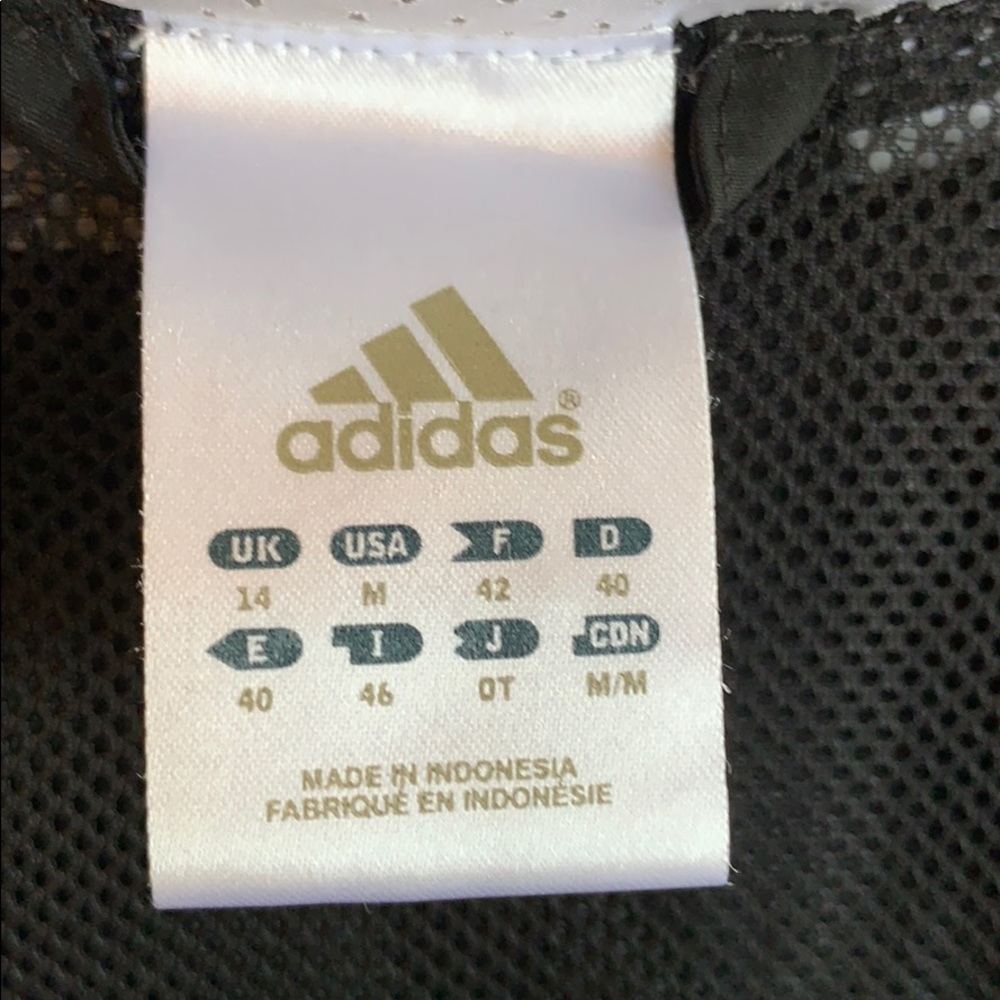 adidas®
UK USA F D
14 M 42 40
E I J CDN
40 46 OT M/M
MADE IN INDONESIA
FABRIQUÉ EN INDONÉSIE